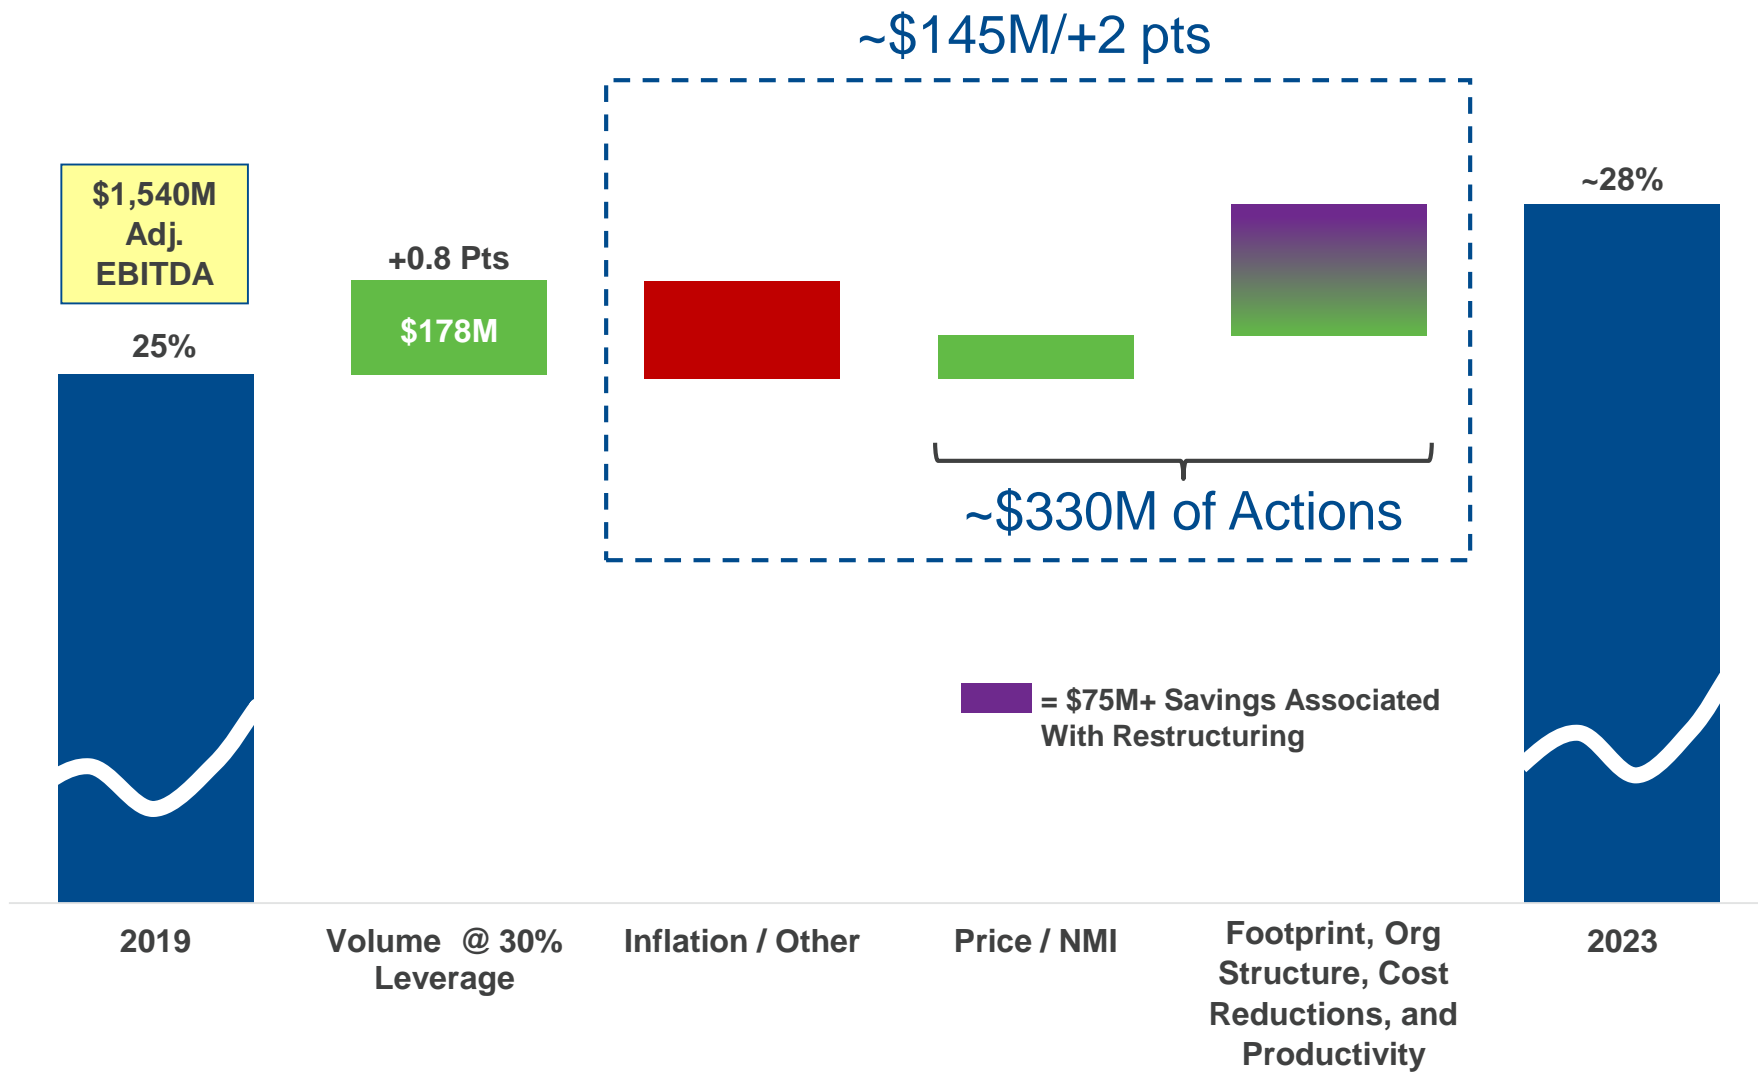 ~$145M/+2 pts
$1,540M
Adj.
EBITDA
25%
+0.8 Pts
$178M
~28%
~$330M of Actions
= $75M+ Savings Associated
With Restructuring
2019
Volume @ 30%
Leverage
Inflation / Other
Price / NMI
Footprint, Org
Structure, Cost
Reductions, and
Productivity
2023